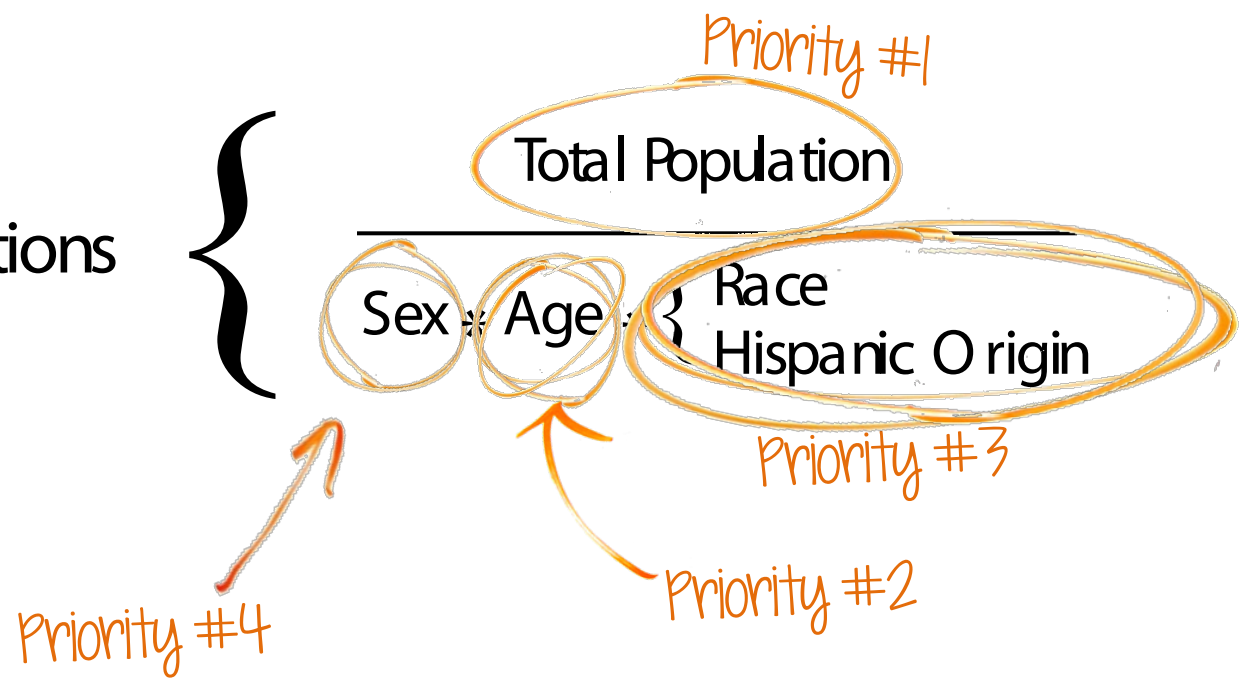 Priority #1
Total Population
tions
Sex * Age * { Race
Hispanic Origin
Priority #3
Priority #2
Priority #4